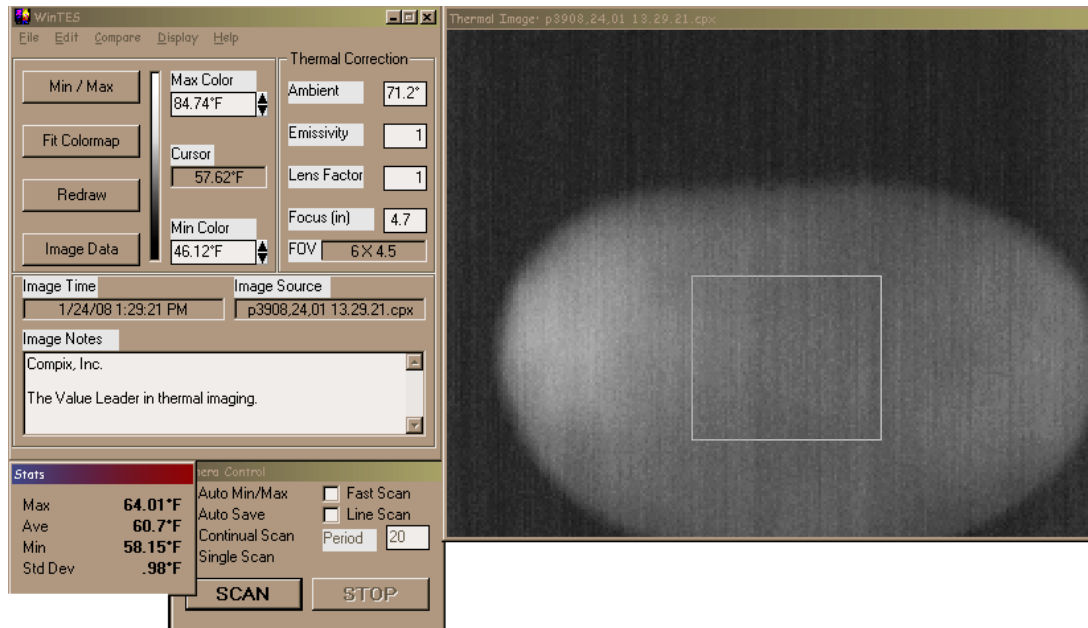 WinTES
File Edit Compare Display Help
Min / Max
Fit Colormap
Redraw
Image Data
Max Color
84.74°F
Cursor
57.62°F
Min Color
46.12°F
Thermal Correction
Ambient 71.2°
Emissivity 1
Lens Factor 1
Focus (in) 4.7
FOV 6 X 4.5
Image Time
1/24/08 1:29:21 PM
Image Source
p3908,24,01 13.29.21.cpx
Image Notes
Compix, Inc.
The Value Leader in thermal imaging.
Stats
Max 64.01°F
Ave 60.7°F
Min 58.15°F
Std Dev .98°F
Control
Auto Min/Max
Auto Save
Continual Scan
Single Scan
Fast Scan
Line Scan
Period 20
SCAN STOP
Thermal Image: p3908,24,01 13.29.21.cpx